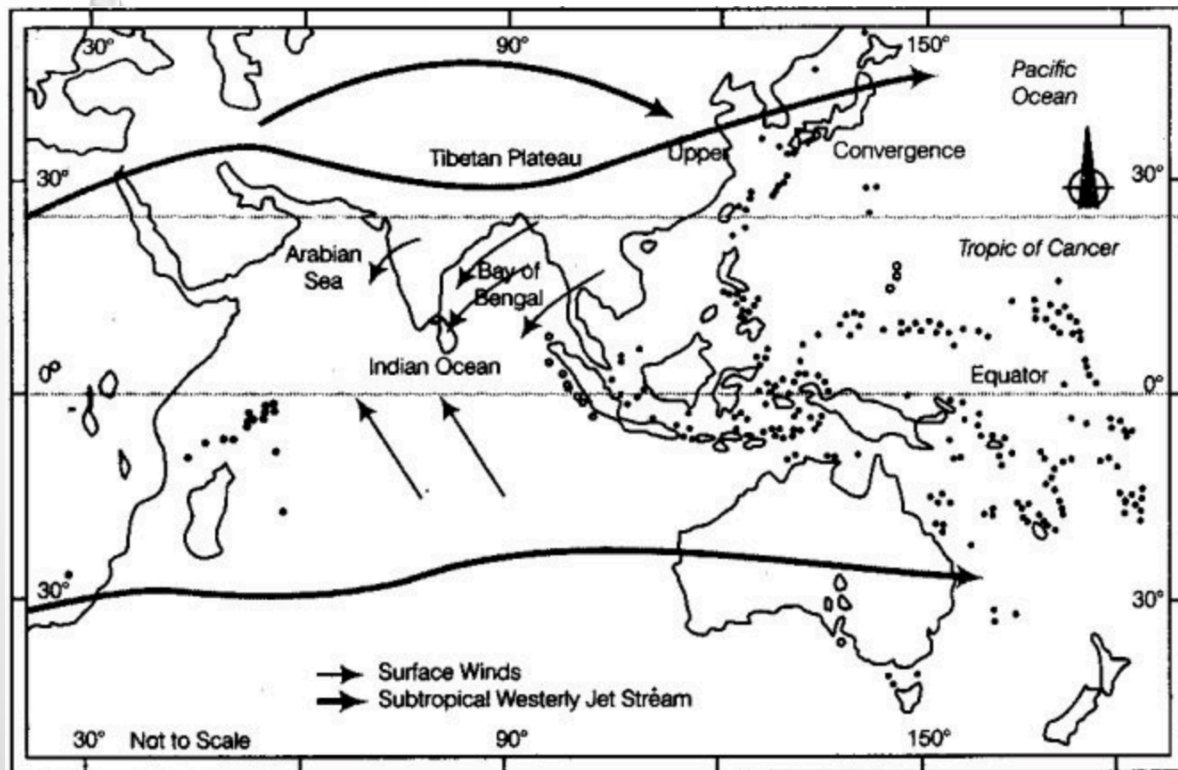 30°
90°
150°
Pacific
Ocean
Tibetan Plateau
Upper
Convergence
30°
30°
Arabian
Sea
Bay of
Bengal
Tropic of Cancer
Indian Ocean
Equator
0°
0°
30°
30°
Surface Winds
Subtropical Westerly Jet Stream
30°
Not to Scale
90°
150°